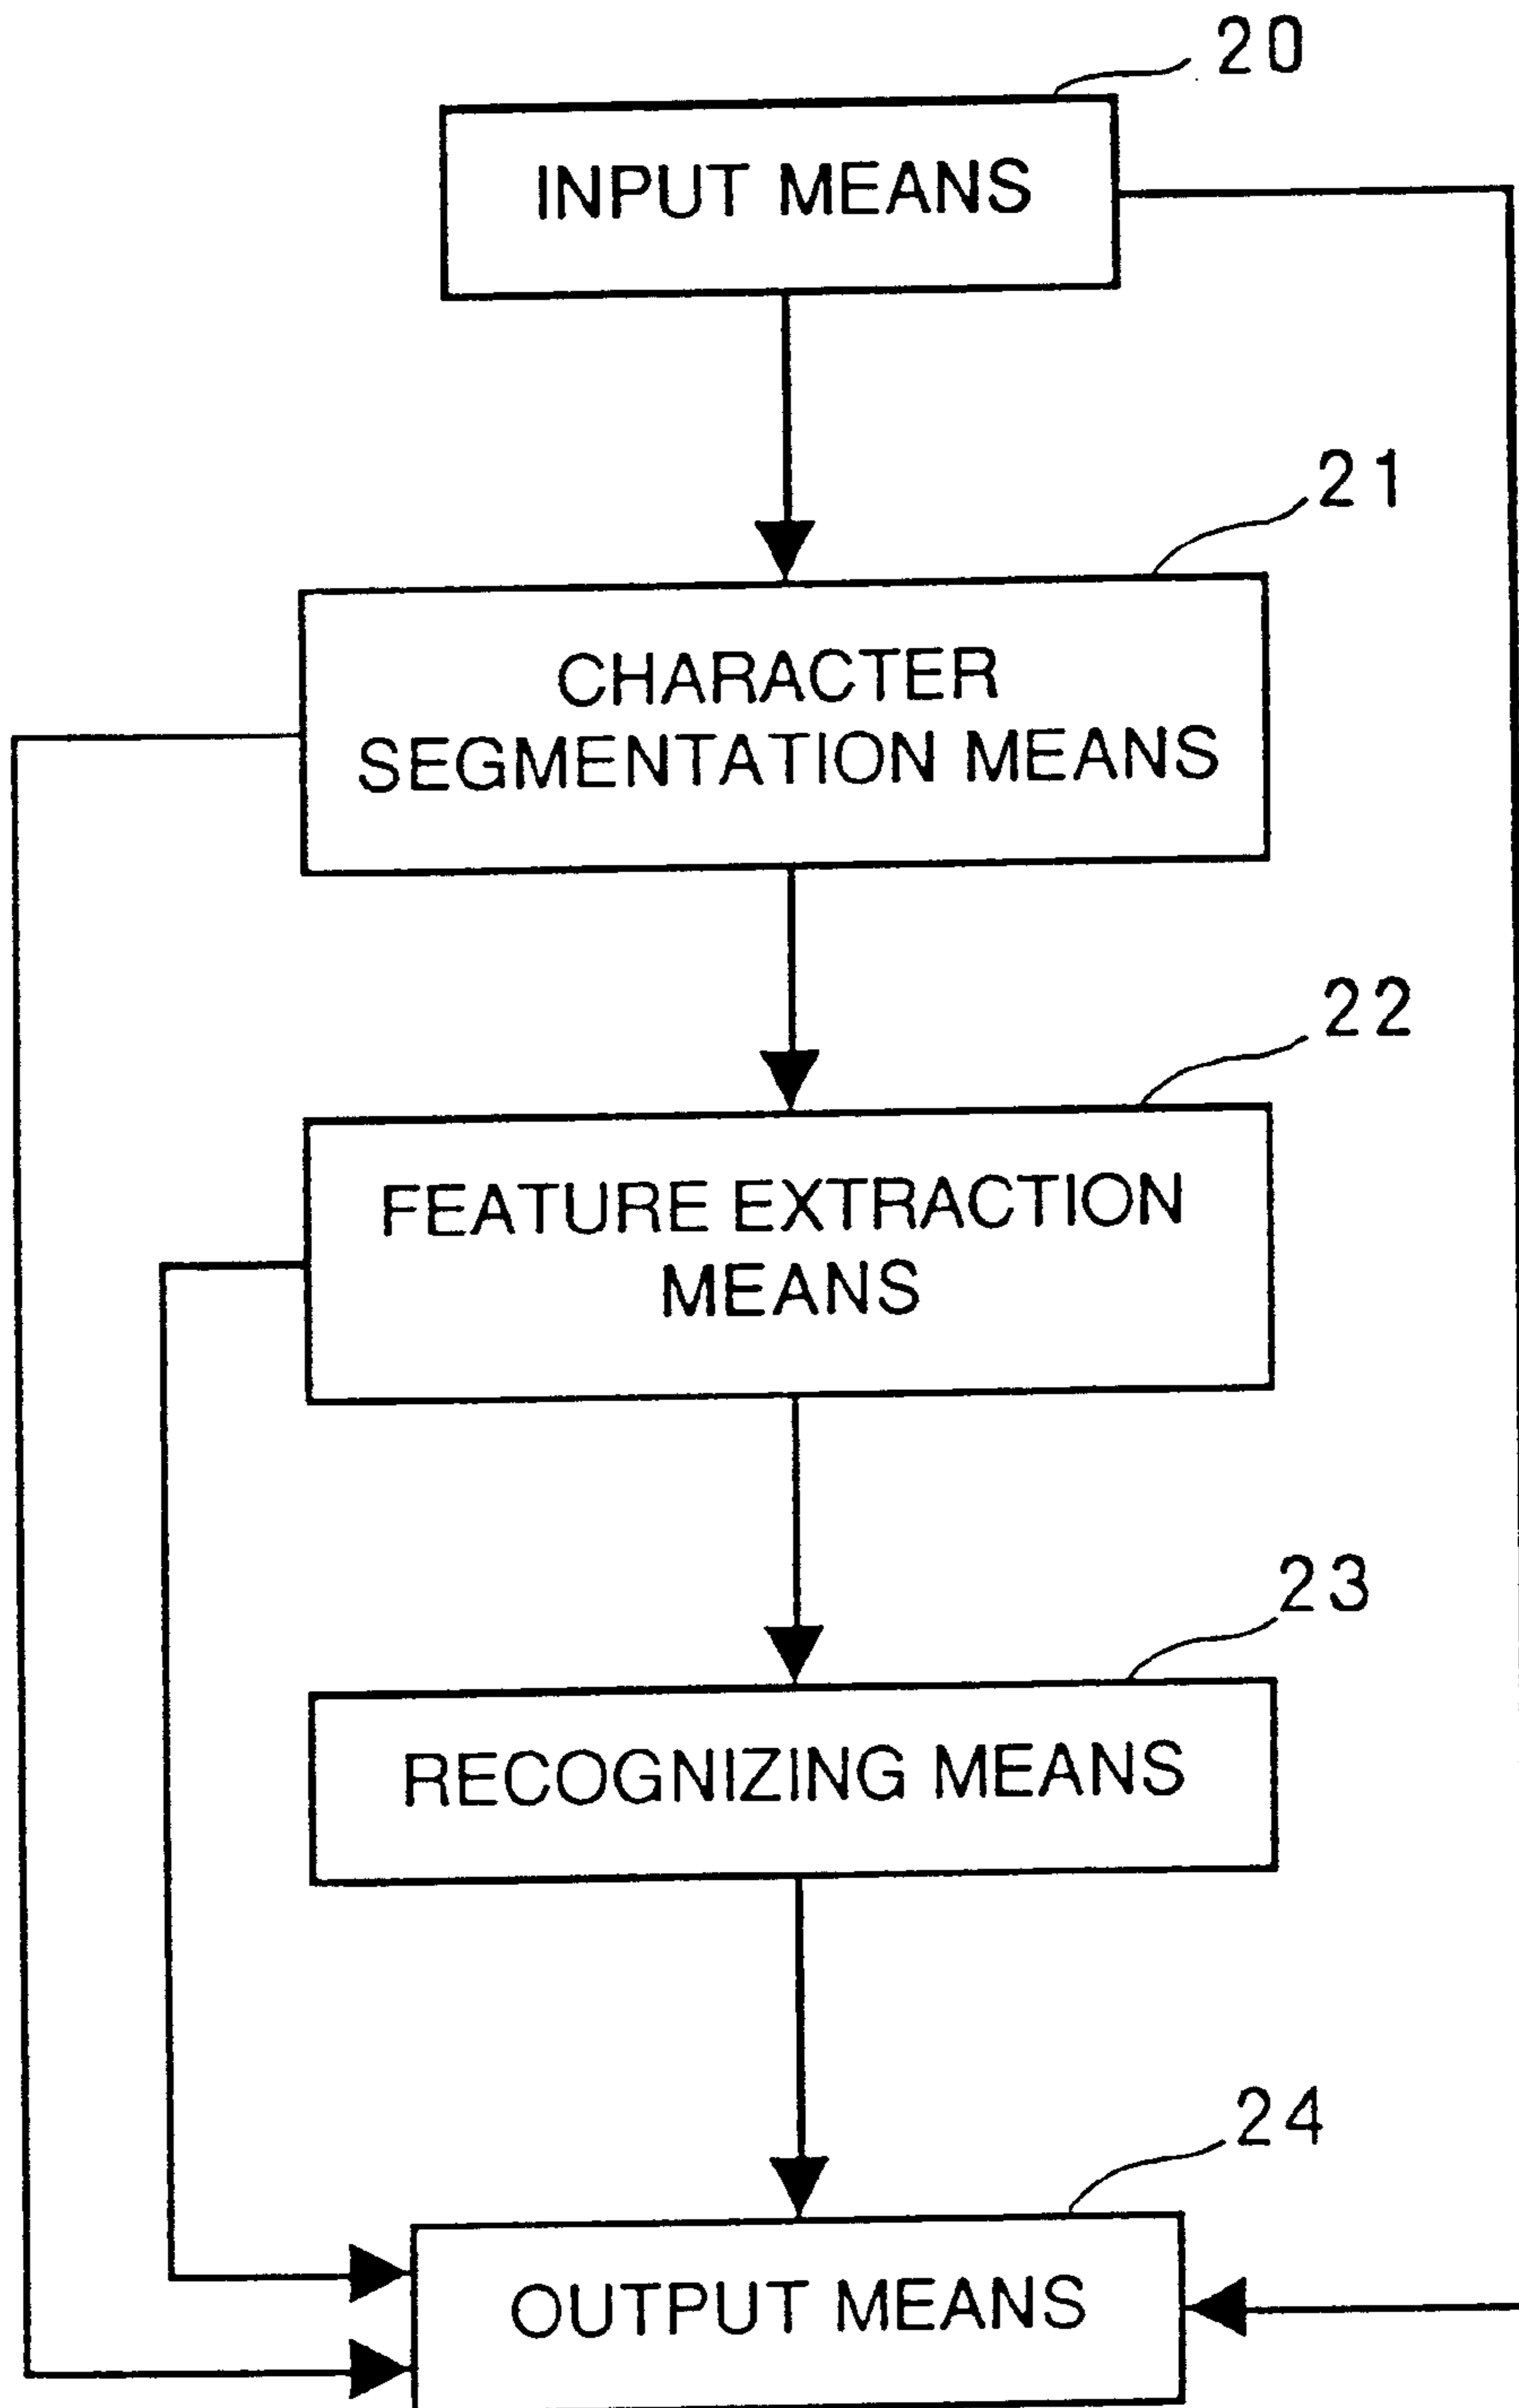 20
INPUT MEANS
21
CHARACTER
SEGMENTATION MEANS
22
FEATURE EXTRACTION
MEANS
23
RECOGNIZING MEANS
24
OUTPUT MEANS